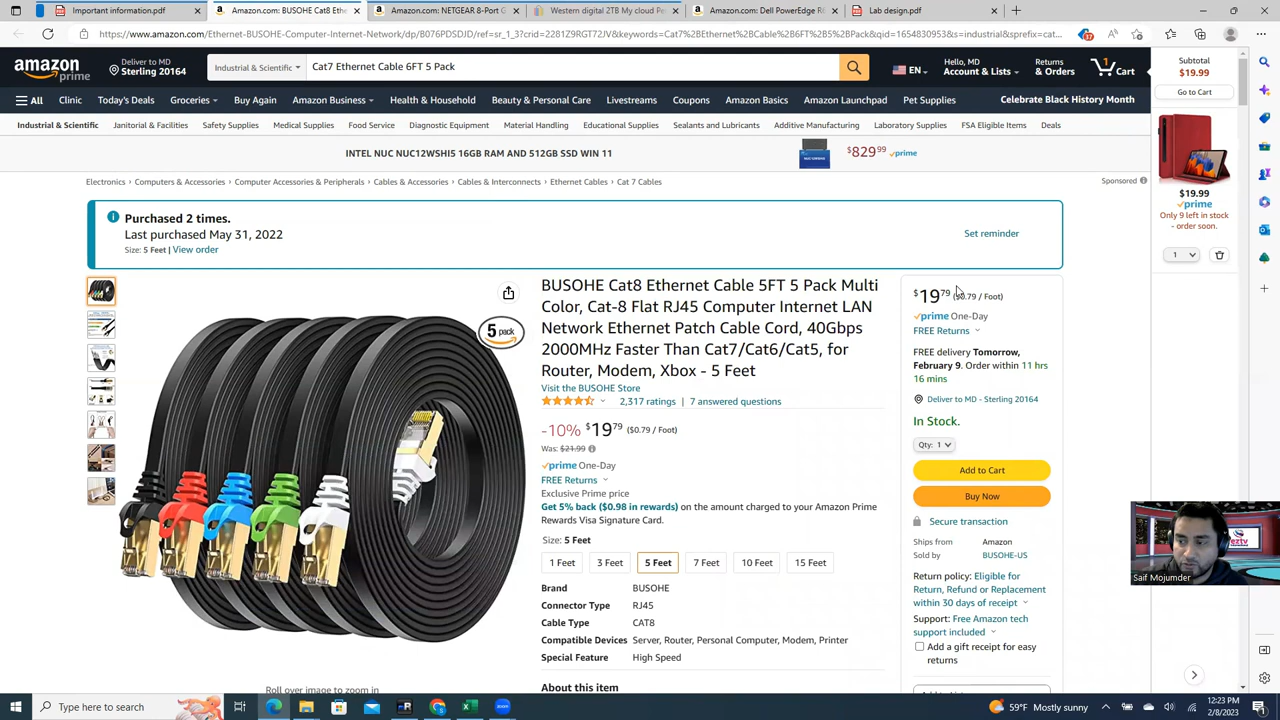 Important information.pdf
Amazon.com: BUSOHE Cat8 Ethe
Amazon.com: NETGEAR 8-Port G
Western digital 2TB My cloud Pe
Amazon.com: Dell PowerEdge R
Lab design.pdf
https://www.amazon.com/Ethernet-BUSOHE-Computer-Internet-Network/dp/B076PDSDJD/ref=sr_1_3?crid=2281Z9RGT72JV&keywords=Cat7%2BEthernet%2BCable%2B6FT%2B5%2BPack&qid=1654830953&s=industrial&sprefix=cat...
amazon
prime
Deliver to MD
Sterling 20164
Industrial & Scientific
Cat7 Ethernet Cable 6FT 5 Pack
EN
Hello, MD
Account & Lists
Returns
& Orders
1
Cart
All
Clinic
Today's Deals
Groceries
Buy Again
Amazon Business
Health & Household
Beauty & Personal Care
Livestreams
Coupons
Amazon Basics
Amazon Launchpad
Pet Supplies
Celebrate Black History Month
Industrial & Scientific
Janitorial & Facilities
Safety Supplies
Medical Supplies
Food Service
Diagnostic Equipment
Material Handling
Educational Supplies
Sealants and Lubricants
Additive Manufacturing
Laboratory Supplies
FSA Eligible Items
Deals
INTEL NUC NUC12WSHI5 16GB RAM AND 512GB SSD WIN 11
$829.99 prime
Electronics › Computers & Accessories › Computer Accessories & Peripherals › Cables & Accessories › Cables & Interconnects › Ethernet Cables › Cat 7 Cables
Sponsored
Purchased 2 times.
Last purchased May 31, 2022
Size: 5 Feet | View order
Set reminder
5 pack
Roll over image to zoom in
BUSOHE Cat8 Ethernet Cable 5FT 5 Pack Multi
Color, Cat-8 Flat RJ45 Computer Internet LAN
Network Ethernet Patch Cable Cord, 40Gbps
2000MHz Faster Than Cat7/Cat6/Cat5, for
Router, Modem, Xbox - 5 Feet
Visit the BUSOHE Store
2,317 ratings | 7 answered questions
-10% $19.79 ($0.79 / Foot)
Was: $21.99
prime One-Day
FREE Returns
Exclusive Prime price
Get 5% back ($0.98 in rewards) on the amount charged to your Amazon Prime
Rewards Visa Signature Card.
Size: 5 Feet
1 Feet
3 Feet
5 Feet
7 Feet
10 Feet
15 Feet
Brand BUSOHE
Connector Type RJ45
Cable Type CAT8
Compatible Devices Server, Router, Personal Computer, Modem, Printer
Special Feature High Speed
About this item
$19.79 ($0.79 / Foot)
prime One-Day
FREE Returns
FREE delivery Tomorrow,
February 9. Order within 11 hrs
16 mins
Deliver to MD - Sterling 20164
In Stock.
Qty: 1
Add to Cart
Buy Now
Secure transaction
Ships from Amazon
Sold by BUSOHE-US
Return policy: Eligible for
Return, Refund or Replacement
within 30 days of receipt
Support: Free Amazon tech
support included
Add a gift receipt for easy
returns
Subtotal
$19.99
Go to Cart
$19.99
prime
Only 9 left in stock
- order soon.
1
Saif Mojumder
Type here to search
59°F Mostly sunny
12:23 PM
2/8/2023